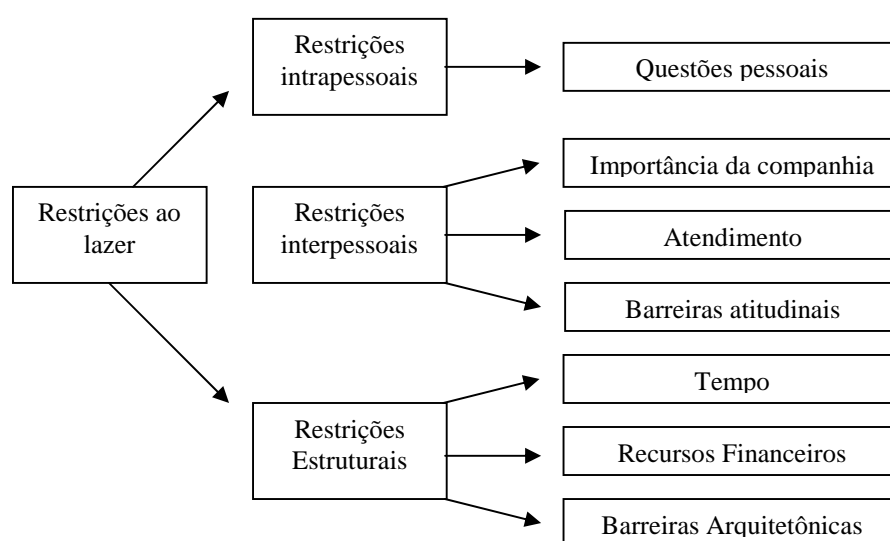 Restrições
intrapessoais
Questões pessoais
Importância da companhia
Restrições ao
lazer
Restrições
interpessoais
Atendimento
Barreiras atitudinais
Tempo
Restrições
Estruturais
Recursos Financeiros
Barreiras Arquitetônicas